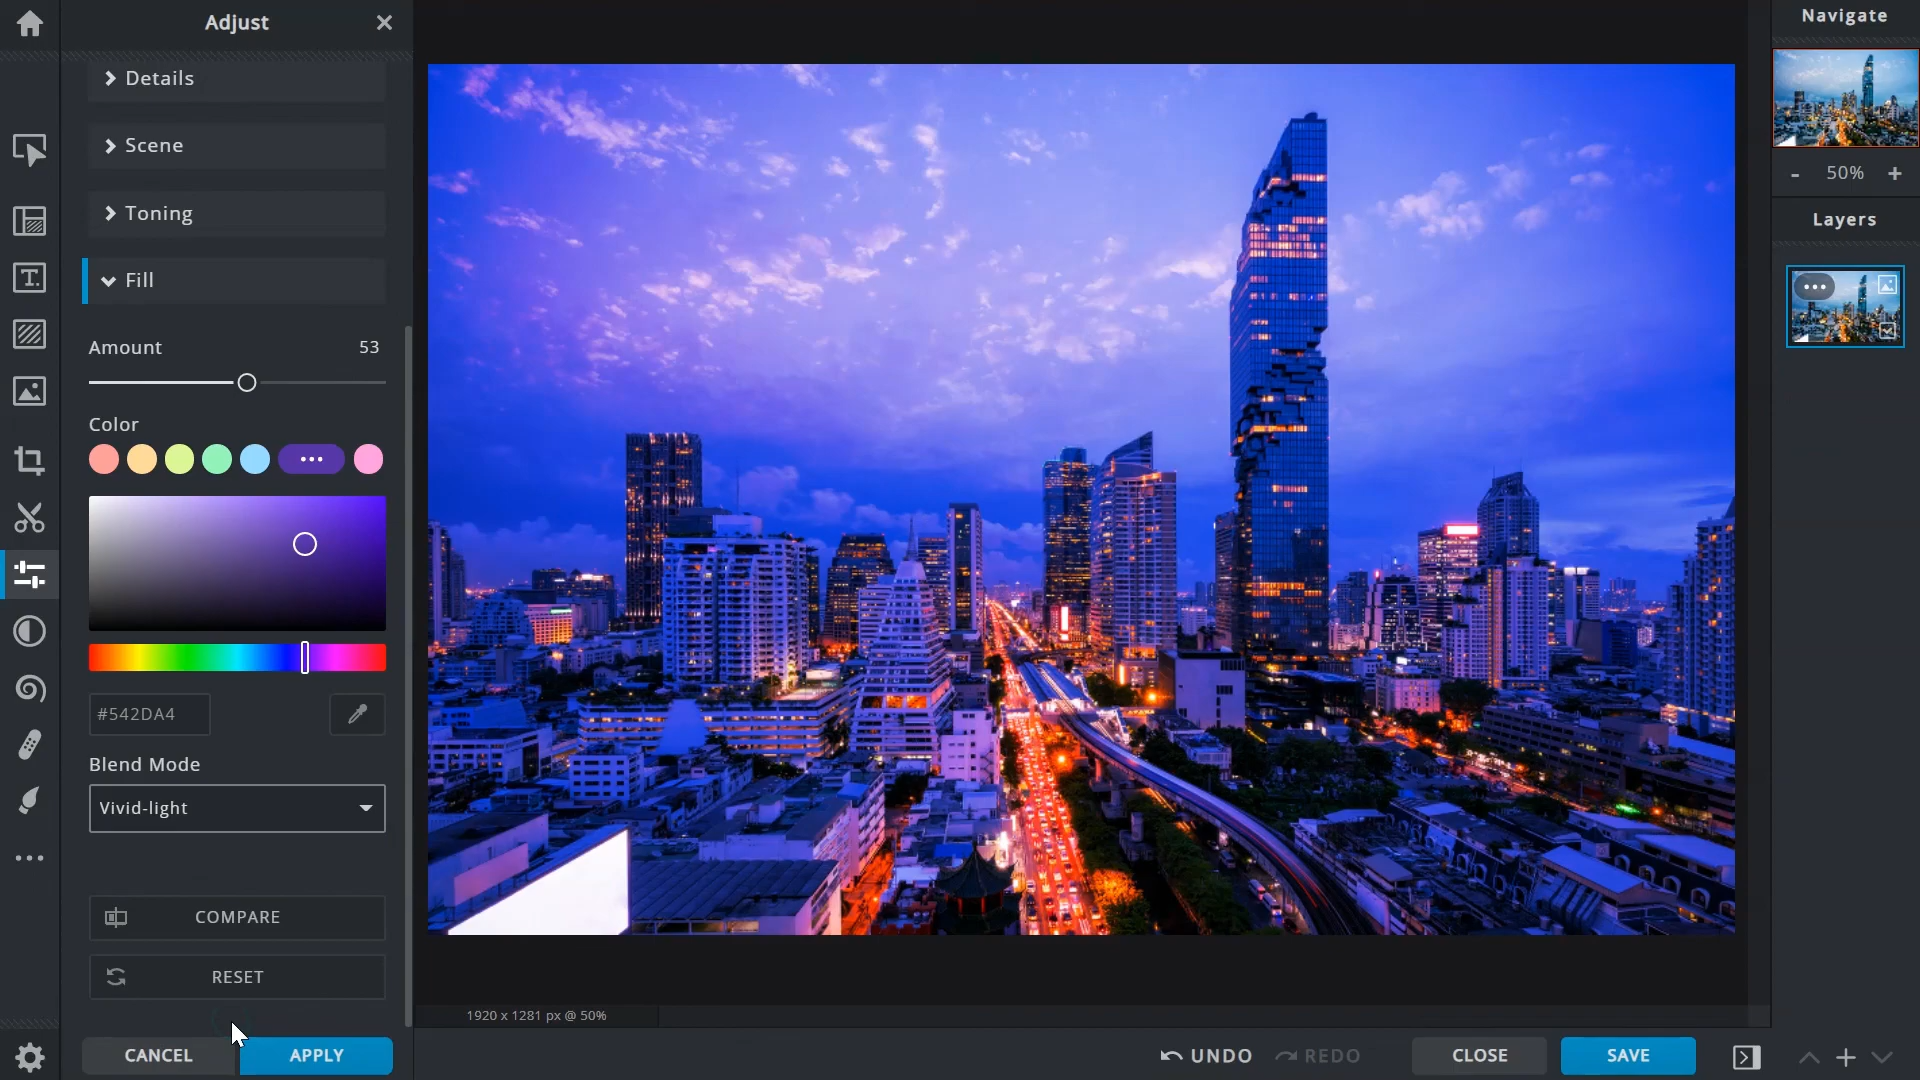 Adjust
Details
Scene
Toning
Fill
Amount 53
Color
#542DA4
Blend Mode
Vivid-light
COMPARE
RESET
CANCEL APPLY
1920 x 1281 px @ 50%
UNDO REDO CLOSE SAVE
Navigate
- 50% +
Layers